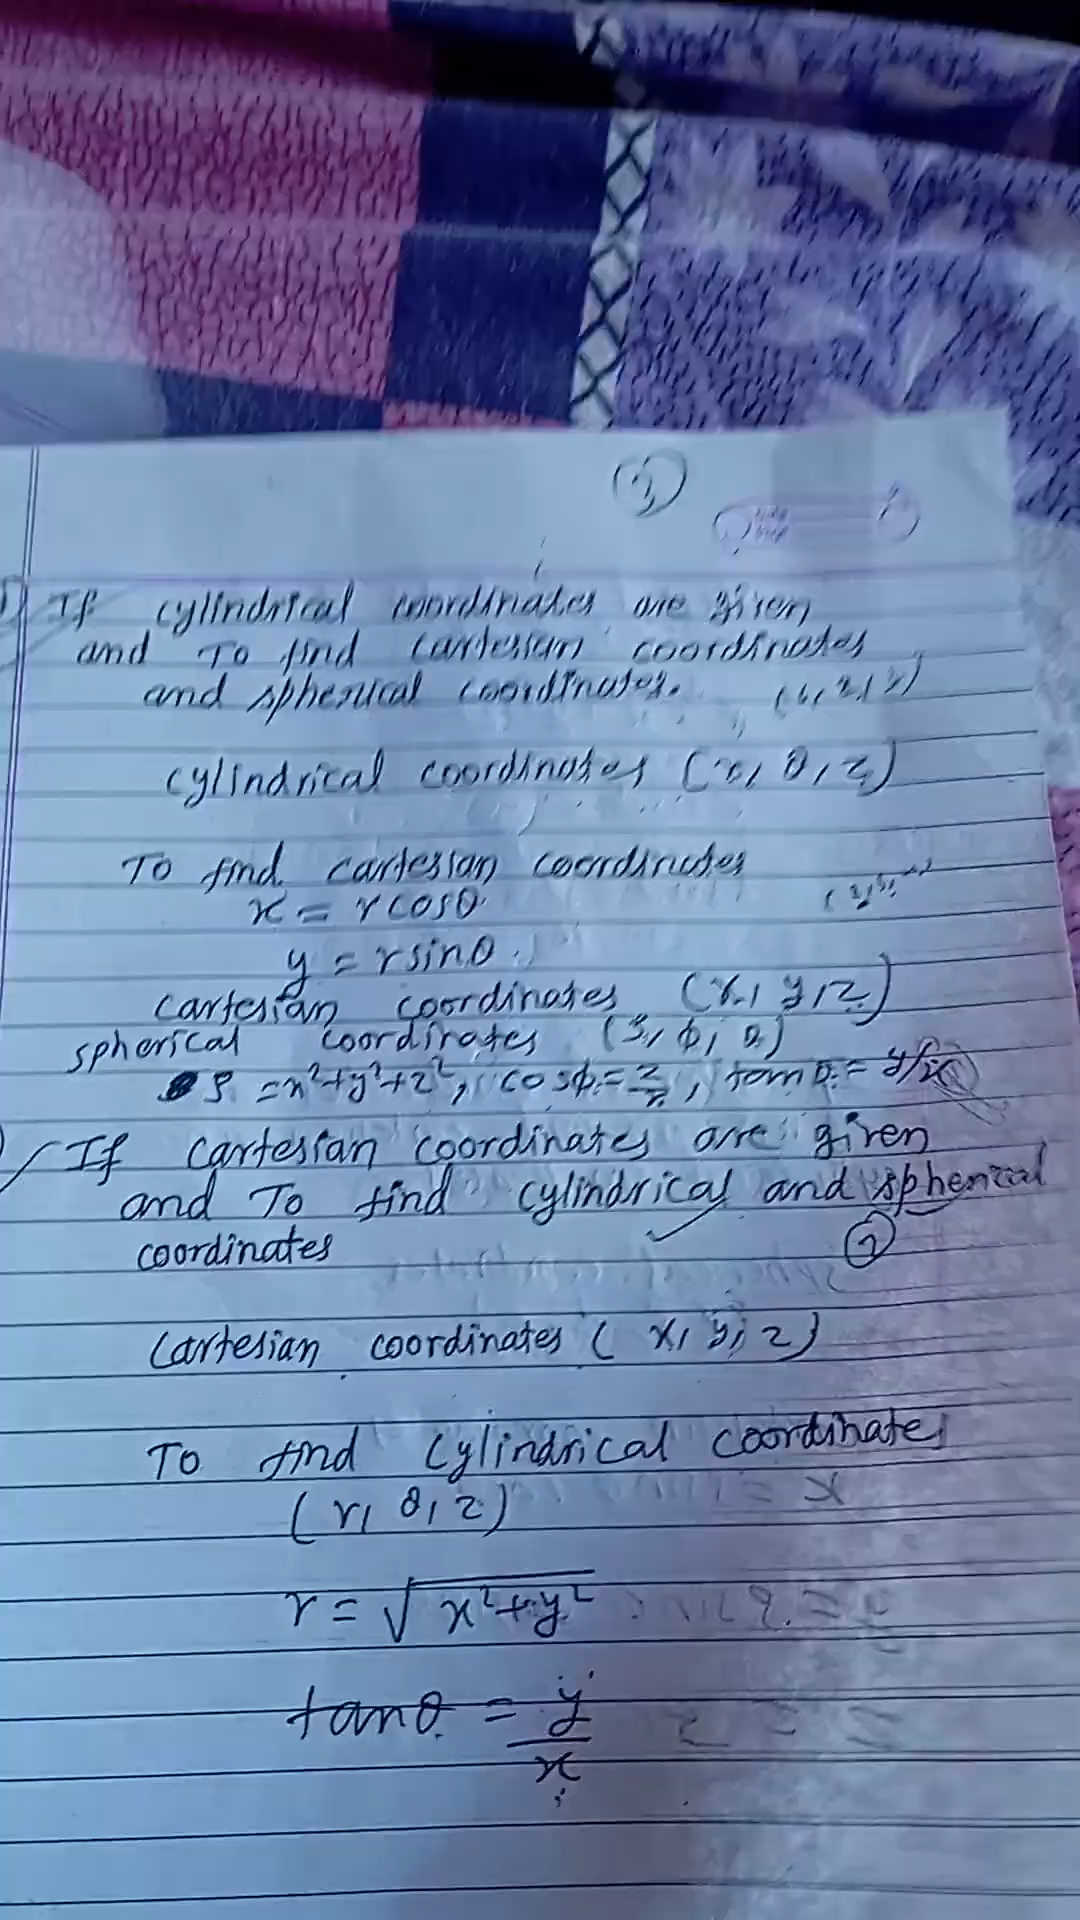 3
If cylindrical coordinates are given
and To find cartesian coordinates
and spherical coordinates.
cylindrical coordinates (r, θ, z)
To find cartesian coordinates
x = r cosθ
y = r sinθ
cartesian coordinates (x, y, z)
spherical coordinates (ρ, φ, θ)
ρ = x²+y²+z², cosφ = z/, tanθ = y/x
If cartesian coordinates are given
and To find cylindrical and spherical
coordinates
2
Cartesian coordinates (x, y, z)
To find cylindrical coordinates
(r, θ, z)
r = √x²+y²
tanθ = y/x